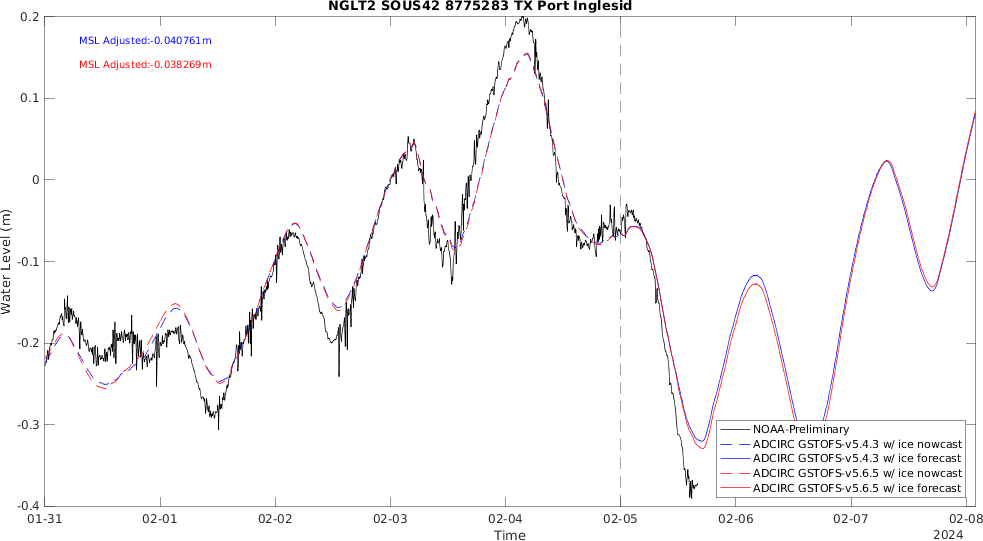 NGLT2 SOUS42 8775283 TX Port Inglesid
MSL Adjusted:-0.040761m
MSL Adjusted:-0.038269m
0.2
0.1
0
-0.1
-0.2
-0.3
-0.4
Water Level (m)
NOAA-Preliminary
ADCIRC GSTOFS-v5.4.3 w/ ice nowcast
ADCIRC GSTOFS-v5.4.3 w/ ice forecast
ADCIRC GSTOFS-v5.6.5 w/ ice nowcast
ADCIRC GSTOFS-v5.6.5 w/ ice forecast
01-31 02-01 02-02 02-03 02-04 02-05 02-06 02-07 02-08
Time
2024